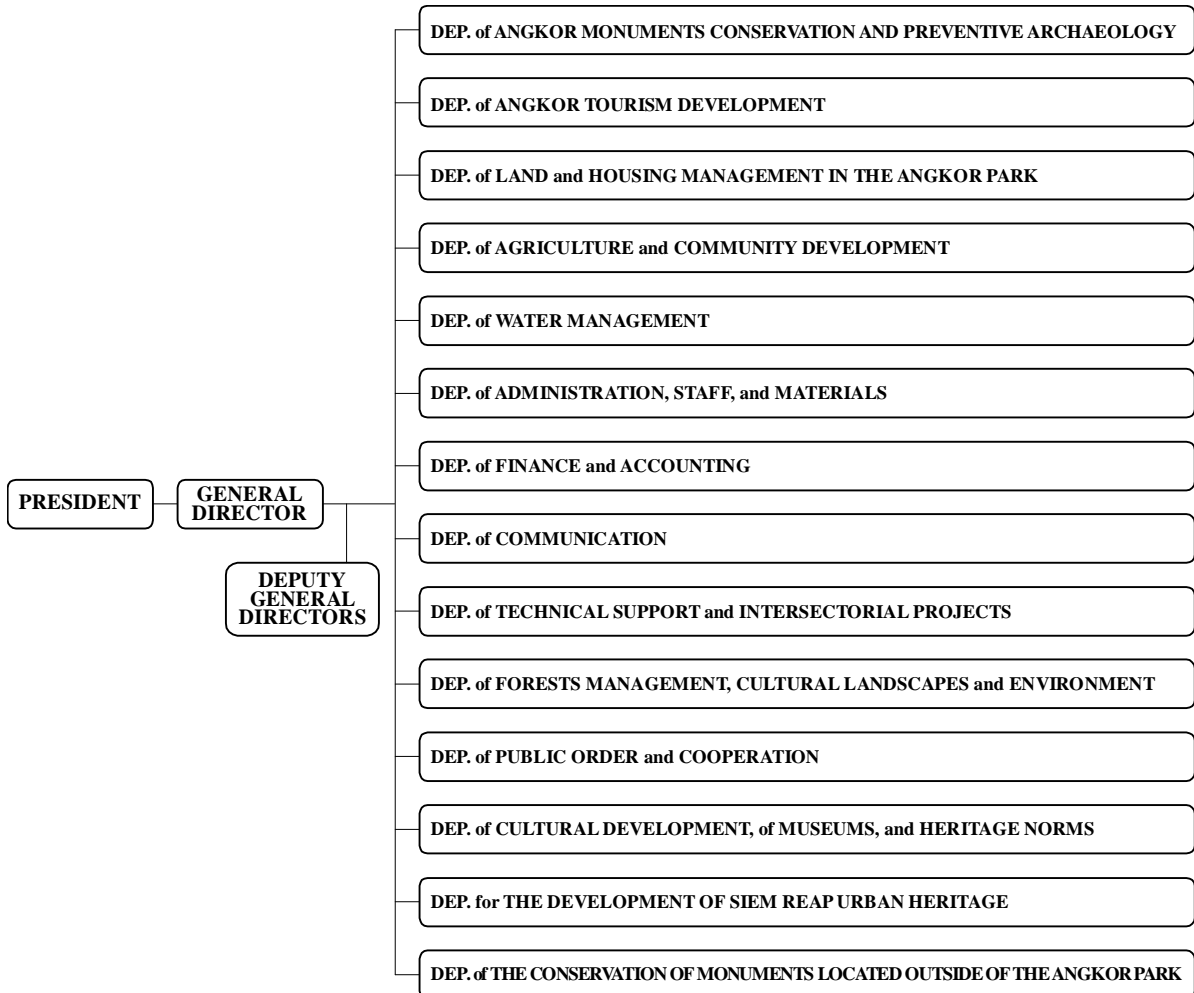 DEP. of ANGKOR MONUMENTS CONSERVATION AND PREVENTIVE ARCHAEOLOGY
DEP. of ANGKOR TOURISM DEVELOPMENT
DEP. of LAND and HOUSING MANAGEMENT IN THE ANGKOR PARK
DEP. of AGRICULTURE and COMMUNITY DEVELOPMENT
DEP. of WATER MANAGEMENT
DEP. of ADMINISTRATION, STAFF, and MATERIALS
DEP. of FINANCE and ACCOUNTING
PRESIDENT
GENERAL
DIRECTOR
DEP. of COMMUNICATION
DEPUTY
GENERAL
DIRECTORS
DEP. of TECHNICAL SUPPORT and INTERSECTORIAL PROJECTS
DEP. of FORESTS MANAGEMENT, CULTURAL LANDSCAPES and ENVIRONMENT
DEP. of PUBLIC ORDER and COOPERATION
DEP. of CULTURAL DEVELOPMENT, of MUSEUMS, and HERITAGE NORMS
DEP. for THE DEVELOPMENT OF SIEM REAP URBAN HERITAGE
DEP. of THE CONSERVATION OF MONUMENTS LOCATED OUTSIDE OF THE ANGKOR PARK